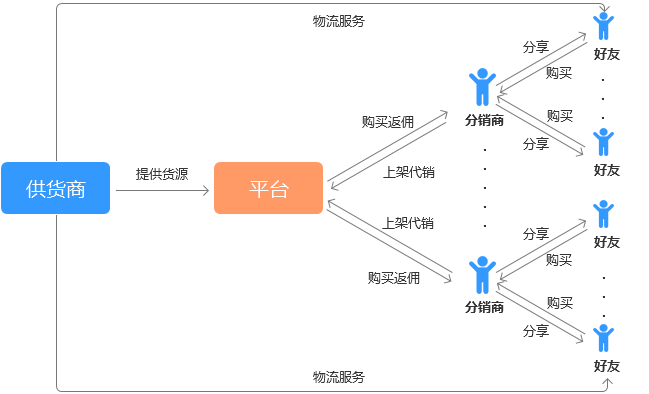 物流服务
分享
好友
购买
购买返佣
分销商
购买
分享
好友
供货商
提供货源
平台
上架代销
上架代销
分享
好友
购买
购买返佣
分销商
购买
分享
好友
物流服务